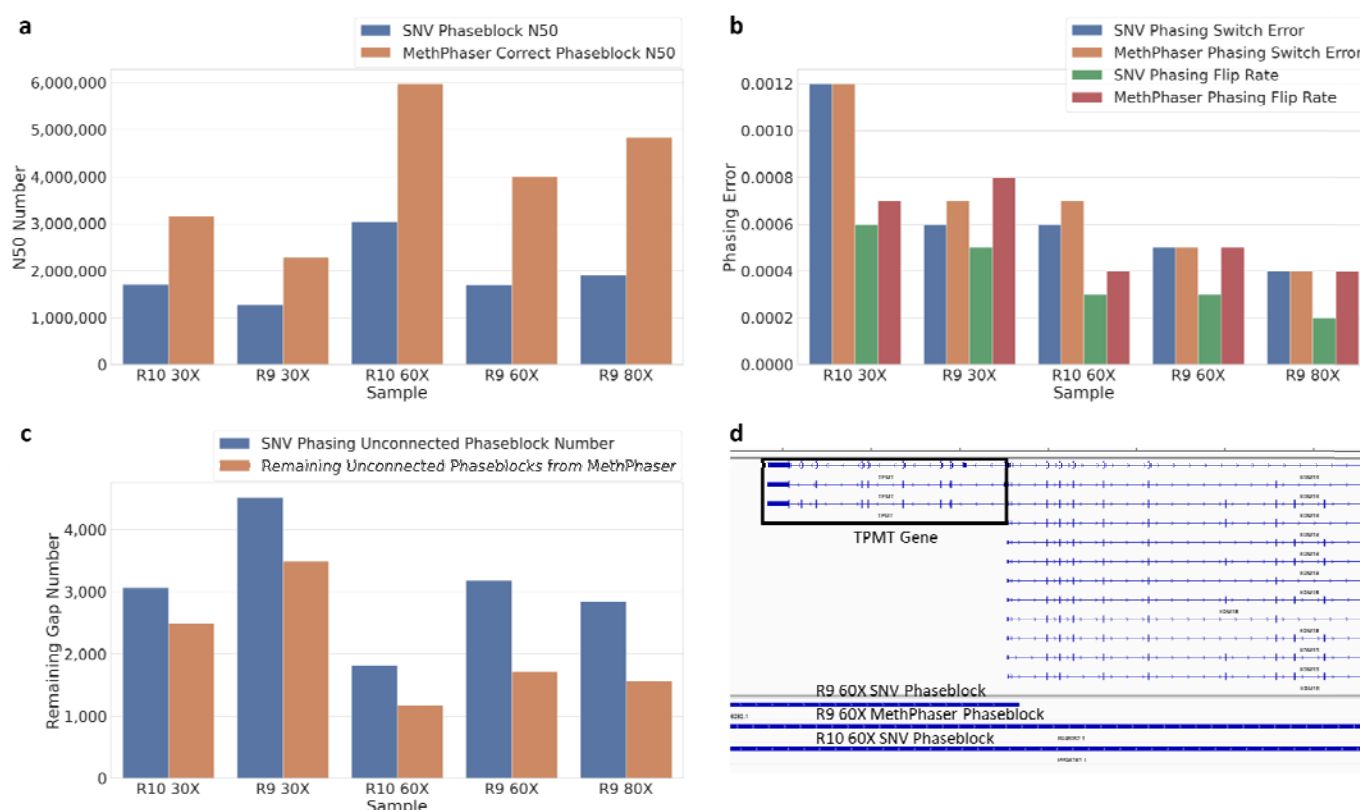 a
SNV Phaseblock N50
MethPhaser Correct Phaseblock N50
6,000,000
5,000,000
4,000,000
3,000,000
2,000,000
1,000,000
0
N50 Number
R10 30X R9 30X R10 60X R9 60X R9 80X
Sample
b
SNV Phasing Switch Error
MethPhaser Phasing Switch Error
SNV Phasing Flip Rate
MethPhaser Phasing Flip Rate
0.0012
0.0010
0.0008
0.0006
0.0004
0.0002
0.0000
Phasing Error
R10 30X R9 30X R10 60X R9 60X R9 80X
Sample
c
SNV Phasing Unconnected Phaseblock Number
Remaining Unconnected Phaseblocks from MethPhaser
4,000
3,000
2,000
1,000
0
Remaining Gap Number
R10 30X R9 30X R10 60X R9 60X R9 80X
Sample
d
TPMT
TPMT
TPMT
TPMT Gene
R9 60X SNV Phaseblock
R9 60X MethPhaser Phaseblock
R10 60X SNV Phaseblock